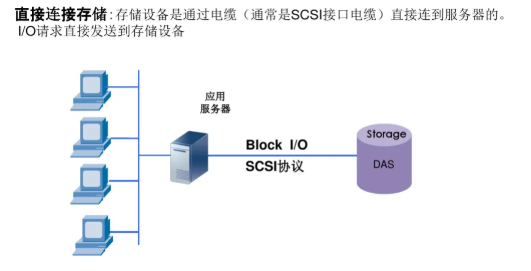 直接连接存储：存储设备是通过电缆（通常是SCSI接口电缆）直接连到服务器的。
I/O请求直接发送到存储设备
应用
服务器
Block I/O
SCSI协议
Storage
DAS